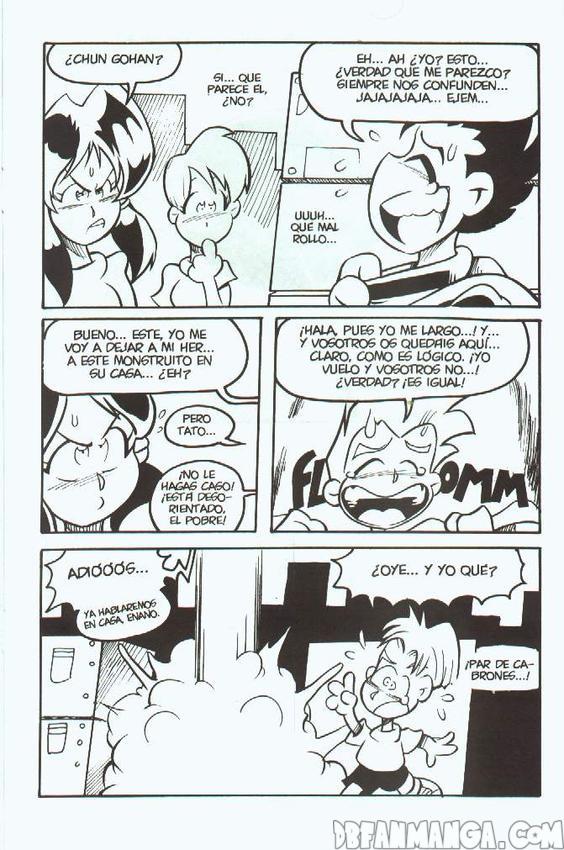 ¿CHUN GOHAN?
SI... QUE
PARECE EL,
¿NO?
EH... AH ¿YO? ESTO...
¿VERDAD QUE ME PAREZCO?
SIEMPRE NOS CONFUNDEN...
JAJAJAJAJA... EJEM...
UUUH...
QUE MAL
ROLLO...
BUENO... ESTE, YO ME
VOY A DEJAR A MI HER...
A ESTE MONSTRUITO EN
SU CASA... ¿EH?
PERO
TATO...
¡NO LE
HAGAS CASO!
¡ESTÁ DESO-
RIENTADO,
EL POBRE!
¡HALA, PUES YO ME LARGO...! Y...
Y VOSOTROS OS QUEDÁIS AQUÍ...
CLARO, COMO ES LÓGICO. ¡YO
VUELO Y VOSOTROS NO...!
¿VERDAD? ¡ES IGUAL!
ADIÓÓÓS...
YA HABLAREMOS
EN CASA, ENANO.
¿OYE... Y YO QUÉ?
¡PAR DE CA-
BRONES...!
DBFANMANGA.COM